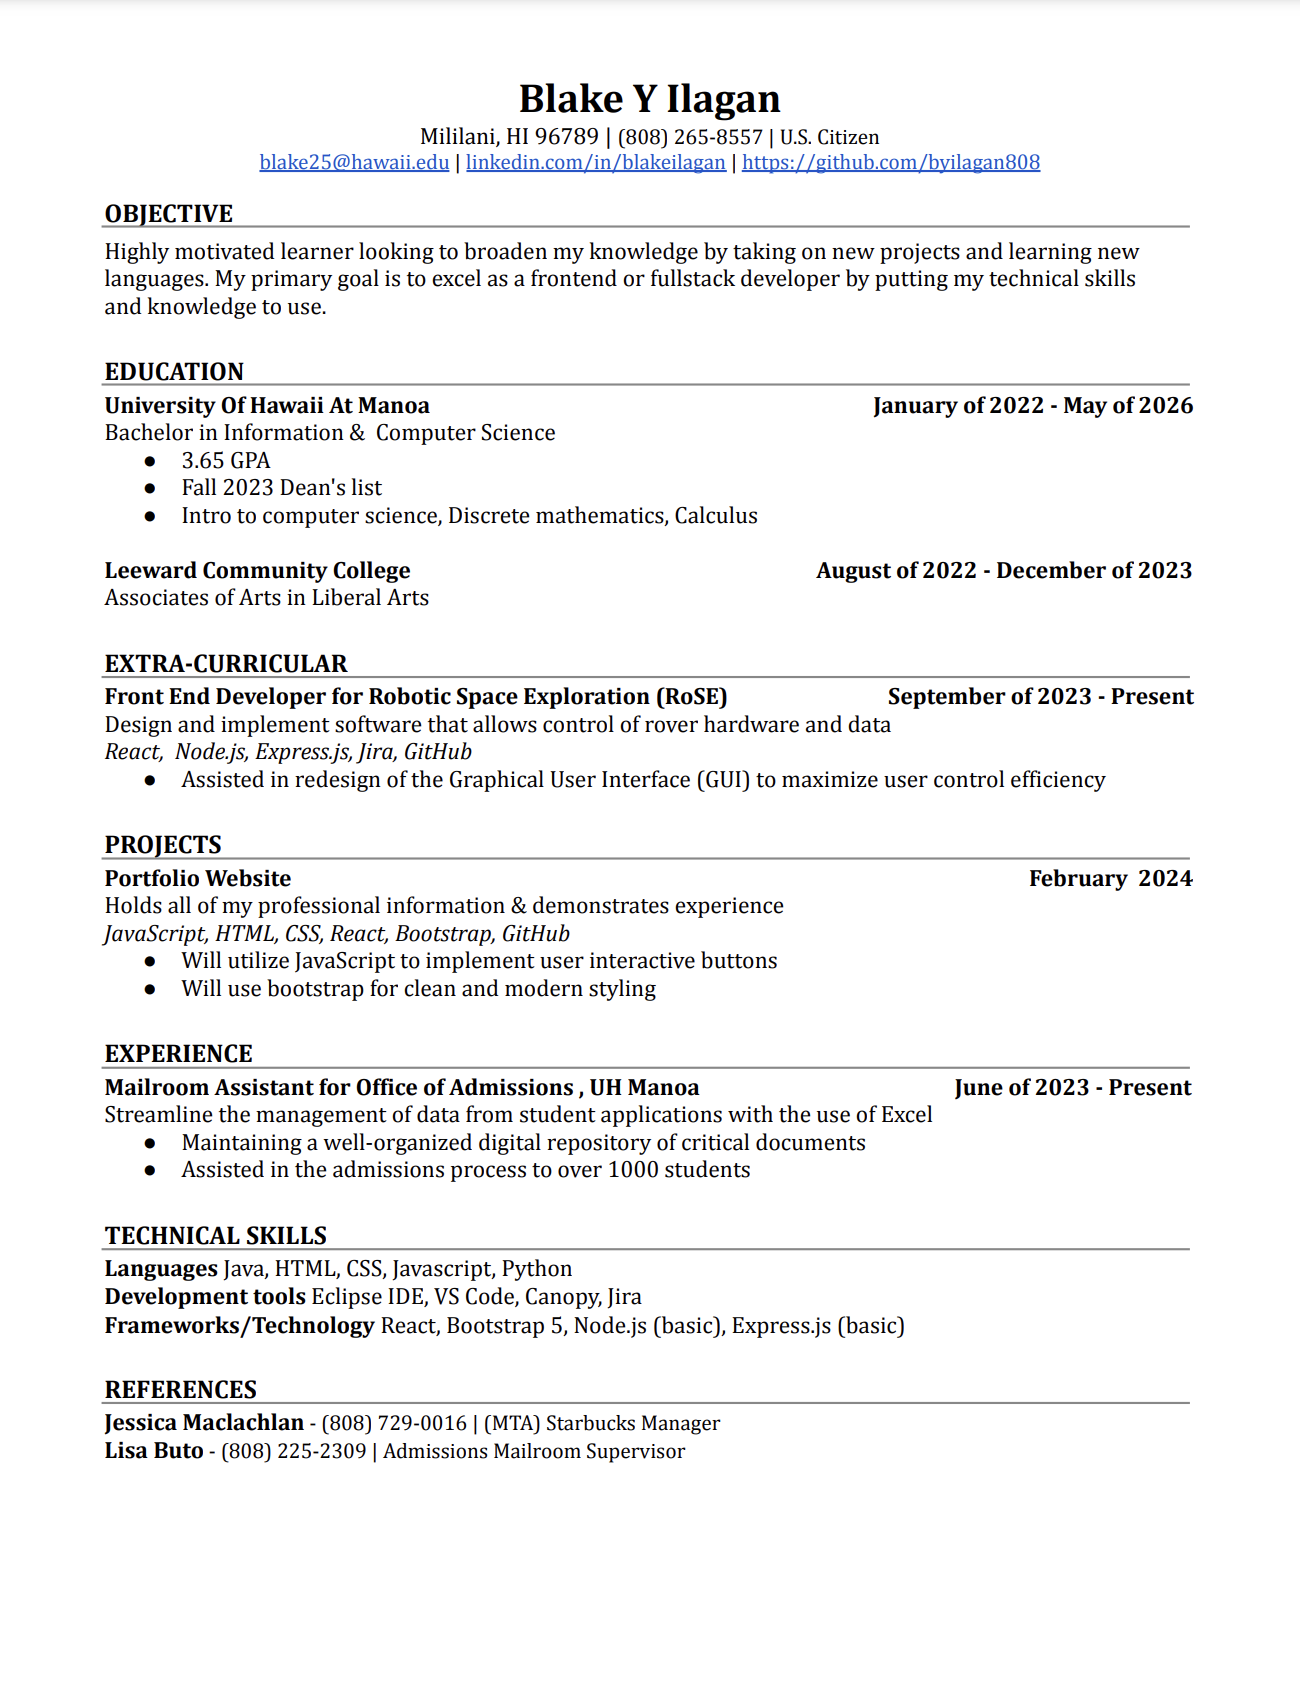 Blake Y Ilagan
Mililani, HI 96789 | (808) 265-8557 | U.S. Citizen
blake25@hawaii.edu | linkedin.com/in/blakeilagan | https://github.com/byilagan808
OBJECTIVE
Highly motivated learner looking to broaden my knowledge by taking on new projects and learning new
languages. My primary goal is to excel as a frontend or fullstack developer by putting my technical skills
and knowledge to use.
EDUCATION
University Of Hawaii At Manoa January of 2022 - May of 2026
Bachelor in Information & Computer Science
● 3.65 GPA
● Fall 2023 Dean's list
● Intro to computer science, Discrete mathematics, Calculus
Leeward Community College August of 2022 - December of 2023
Associates of Arts in Liberal Arts
EXTRA-CURRICULAR
Front End Developer for Robotic Space Exploration (RoSE) September of 2023 - Present
Design and implement software that allows control of rover hardware and data
React, Node.js, Express.js, Jira, GitHub
● Assisted in redesign of the Graphical User Interface (GUI) to maximize user control efficiency
PROJECTS
Portfolio Website February 2024
Holds all of my professional information & demonstrates experience
JavaScript, HTML, CSS, React, Bootstrap, GitHub
● Will utilize JavaScript to implement user interactive buttons
● Will use bootstrap for clean and modern styling
EXPERIENCE
Mailroom Assistant for Office of Admissions , UH Manoa June of 2023 - Present
Streamline the management of data from student applications with the use of Excel
● Maintaining a well-organized digital repository of critical documents
● Assisted in the admissions process to over 1000 students
TECHNICAL SKILLS
Languages Java, HTML, CSS, Javascript, Python
Development tools Eclipse IDE, VS Code, Canopy, Jira
Frameworks/Technology React, Bootstrap 5, Node.js (basic), Express.js (basic)
REFERENCES
Jessica Maclachlan - (808) 729-0016 | (MTA) Starbucks Manager
Lisa Buto - (808) 225-2309 | Admissions Mailroom Supervisor